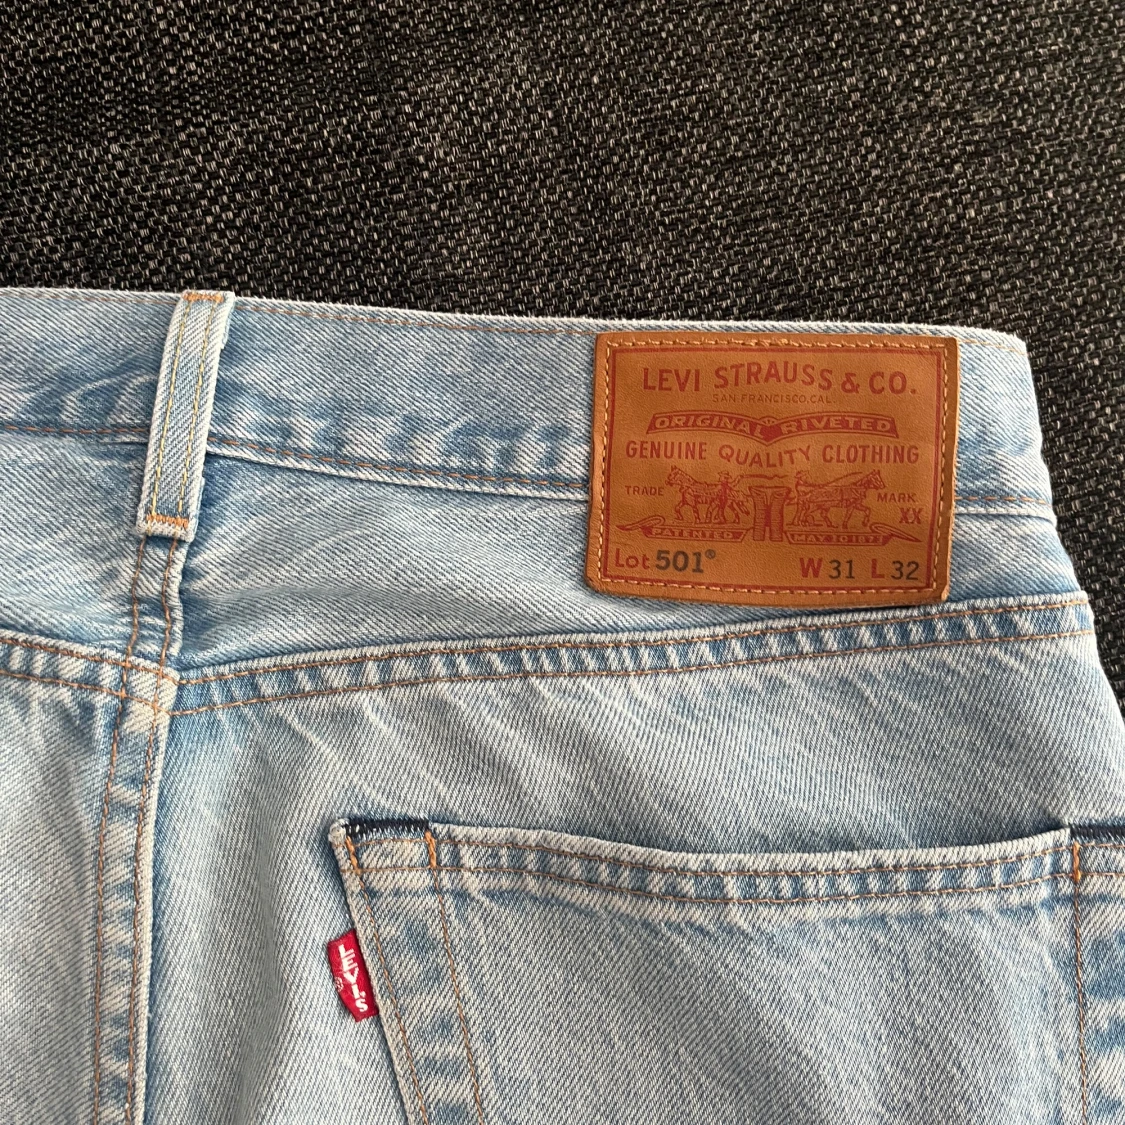 LEVI STRAUSS & CO.
SAN FRANCISCO, CAL.
ORIGINAL RIVETED
GENUINE QUALITY CLOTHING
TRADE MARK
XX
PATENTED MAY 20 1873
Lot 501® W 31 L 32
LEVI'S
®